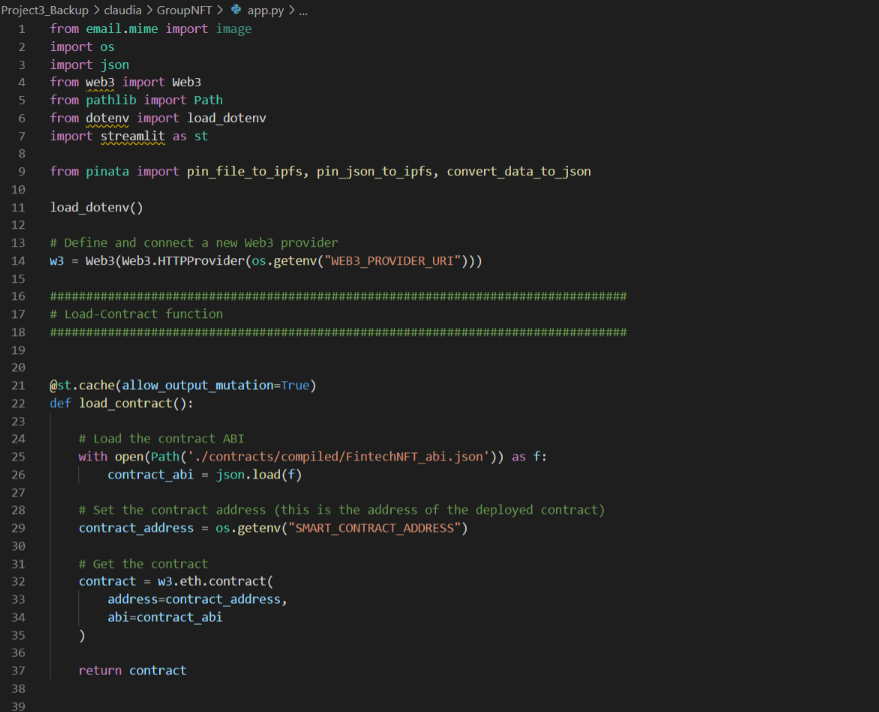 Project3_Backup > claudia > GroupNFT > app.py > ...
1 from email.mime import image
2 import os
3 import json
4 from web3 import Web3
5 from pathlib import Path
6 from dotenv import load_dotenv
7 import streamlit as st
8
9 from pinata import pin_file_to_ipfs, pin_json_to_ipfs, convert_data_to_json
10
11 load_dotenv()
12
13 # Define and connect a new Web3 provider
14 w3 = Web3(Web3.HTTPProvider(os.getenv("WEB3_PROVIDER_URI")))
15
16 ################################################################################
17 # Load-Contract function
18 ################################################################################
19
20
21 @st.cache(allow_output_mutation=True)
22 def load_contract():
23
24     # Load the contract ABI
25     with open(Path('./contracts/compiled/FintechNFT_abi.json')) as f:
26         contract_abi = json.load(f)
27
28     # Set the contract address (this is the address of the deployed contract)
29     contract_address = os.getenv("SMART_CONTRACT_ADDRESS")
30
31     # Get the contract
32     contract = w3.eth.contract(
33         address=contract_address,
34         abi=contract_abi
35     )
36
37     return contract
38
39